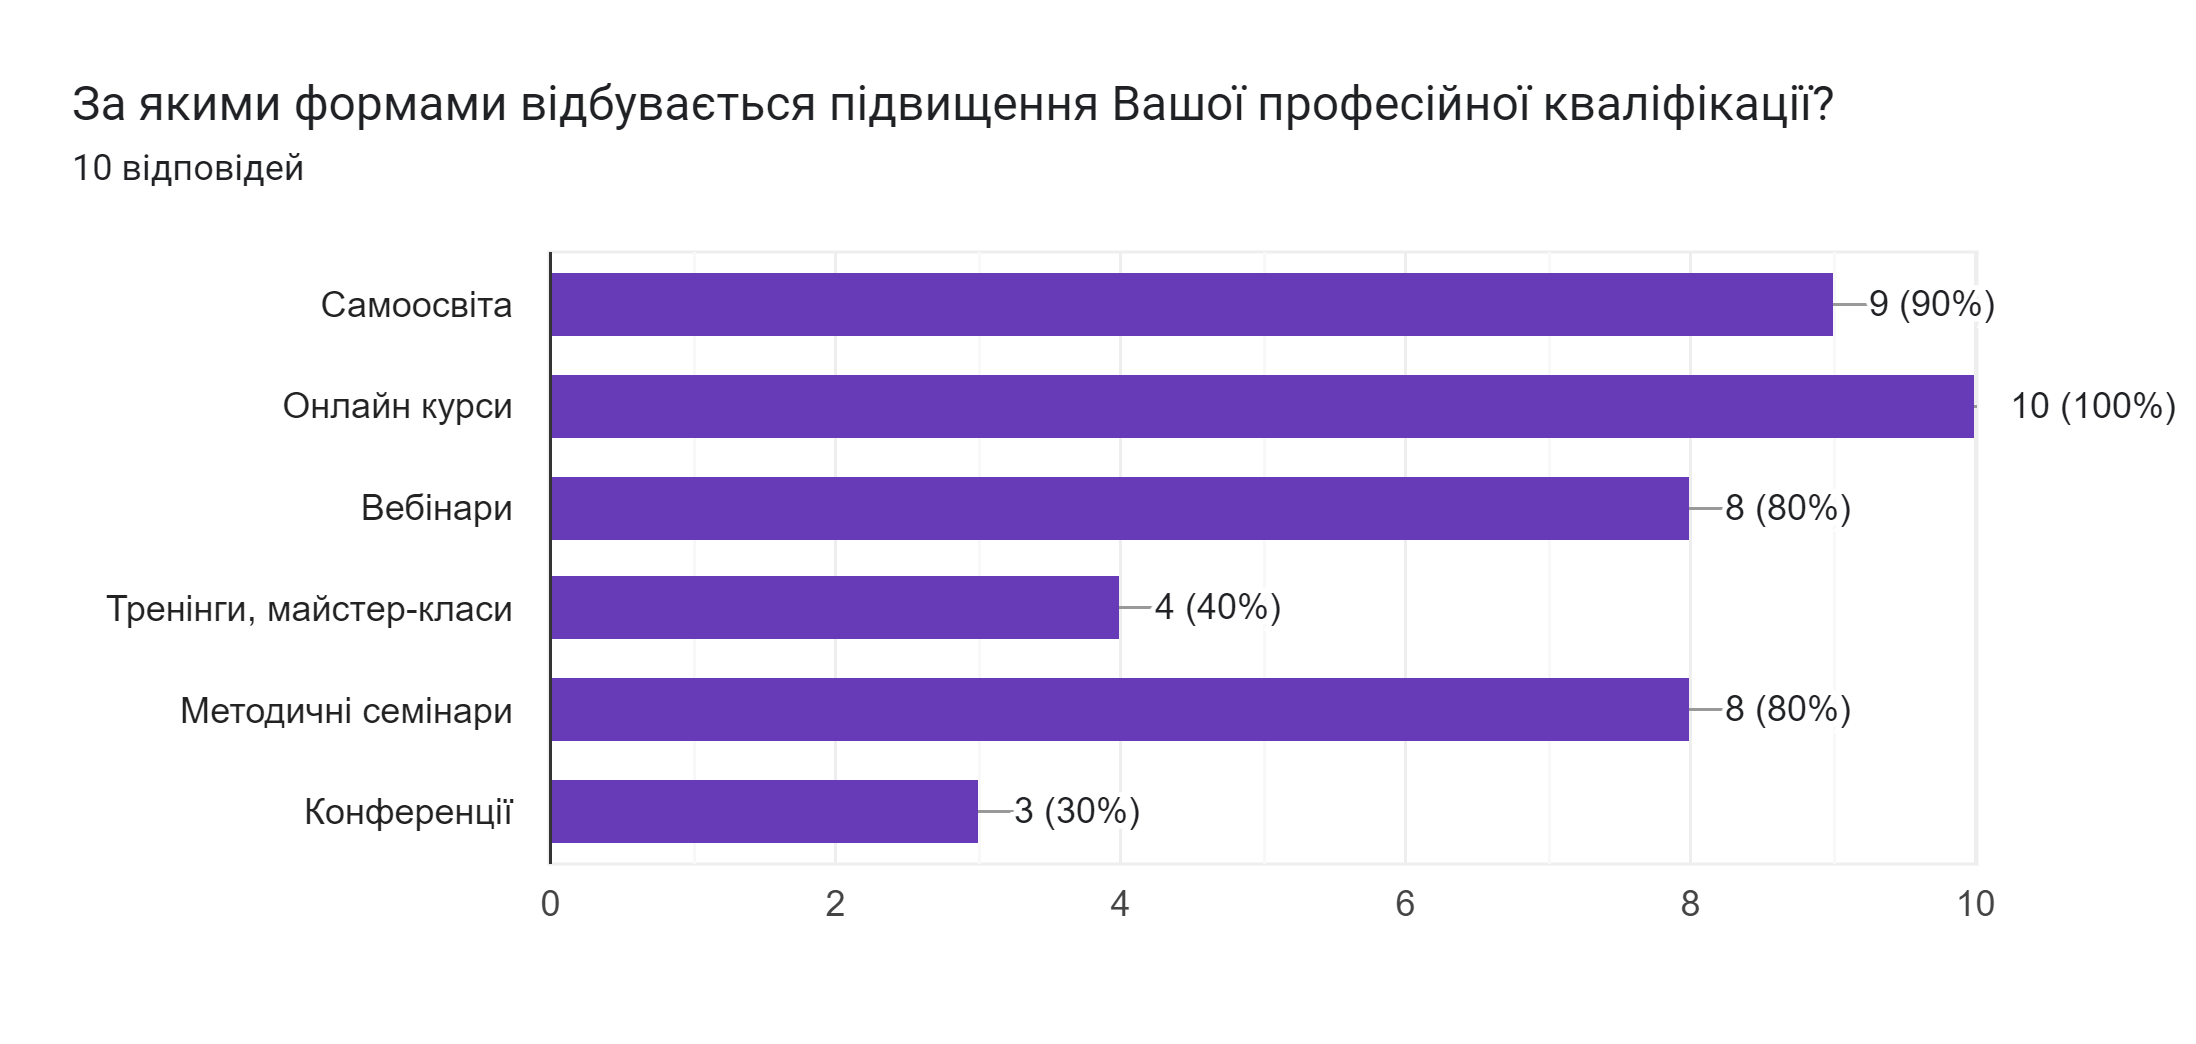 За якими формами відбувається підвищення Вашої професійної кваліфікації?
10 відповідей
Самоосвіта 9 (90%)
Онлайн курси 10 (100%)
Вебінари 8 (80%)
Тренінги, майстер-класи 4 (40%)
Методичні семінари 8 (80%)
Конференції 3 (30%)
0 2 4 6 8 10